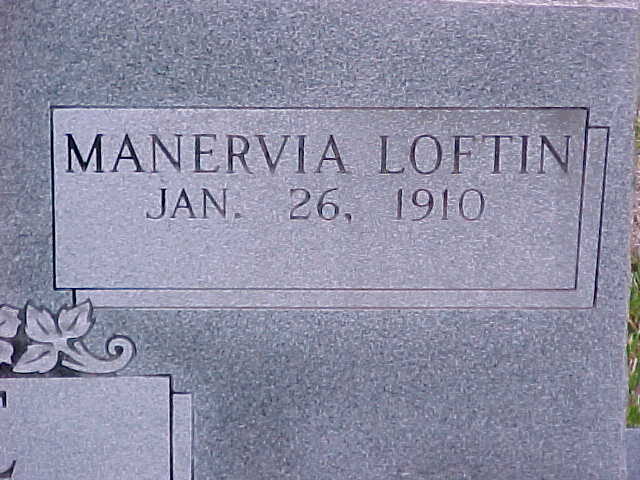 MANERVIA LOFTIN
JAN. 26, 1910